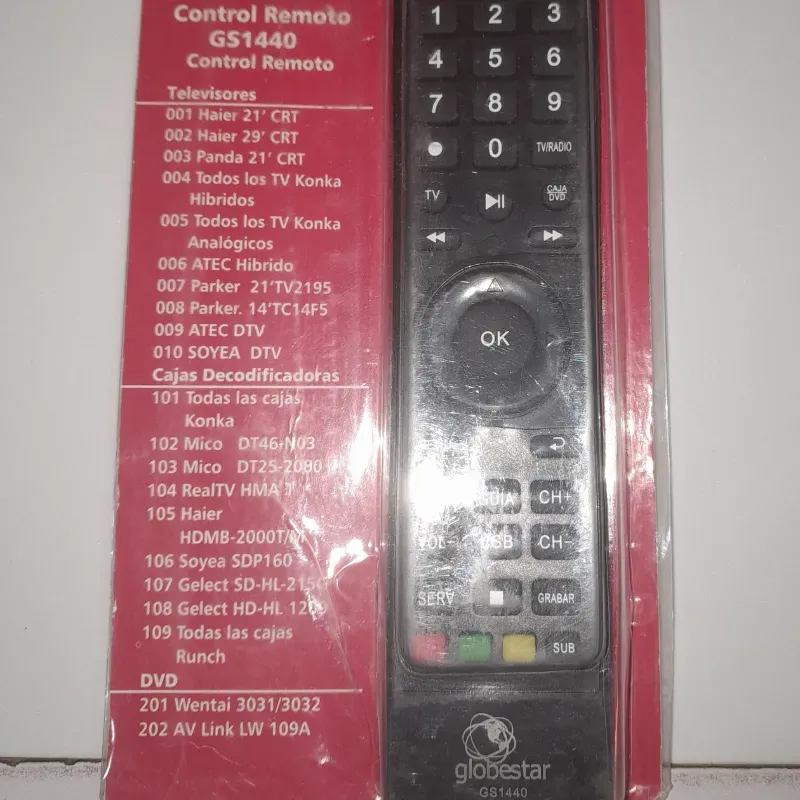 Control Remoto
GS1440
Control Remoto
Televisores
001 Haier 21' CRT
002 Haier 29' CRT
003 Panda 21' CRT
004 Todos los TV Konka
Hibridos
005 Todos los TV Konka
Analógicos
006 ATEC Hibrido
007 Parker 21'TV2195
008 Parker. 14'TC14F5
009 ATEC DTV
010 SOYEA DTV
Cajas Decodificadoras
101 Todas las cajas
Konka
102 Mico DT46-N03
103 Mico DT25-2080
104 RealTV HMA
105 Haier
HDMB-2000T/M
106 Soyea SDP160
107 Gelect SD-HL-215
108 Gelect HD-HL
109 Todas las cajas
Runch
DVD
201 Wentai 3031/3032
202 AV Link LW 109A
1 2 3
4 5 6
7 8 9
0 TV/RADIO
TV CAJA
DVD
OK
GUIA CH+
VOL- USB CH-
SERV GRABAR
SUB
globestar
GS1440